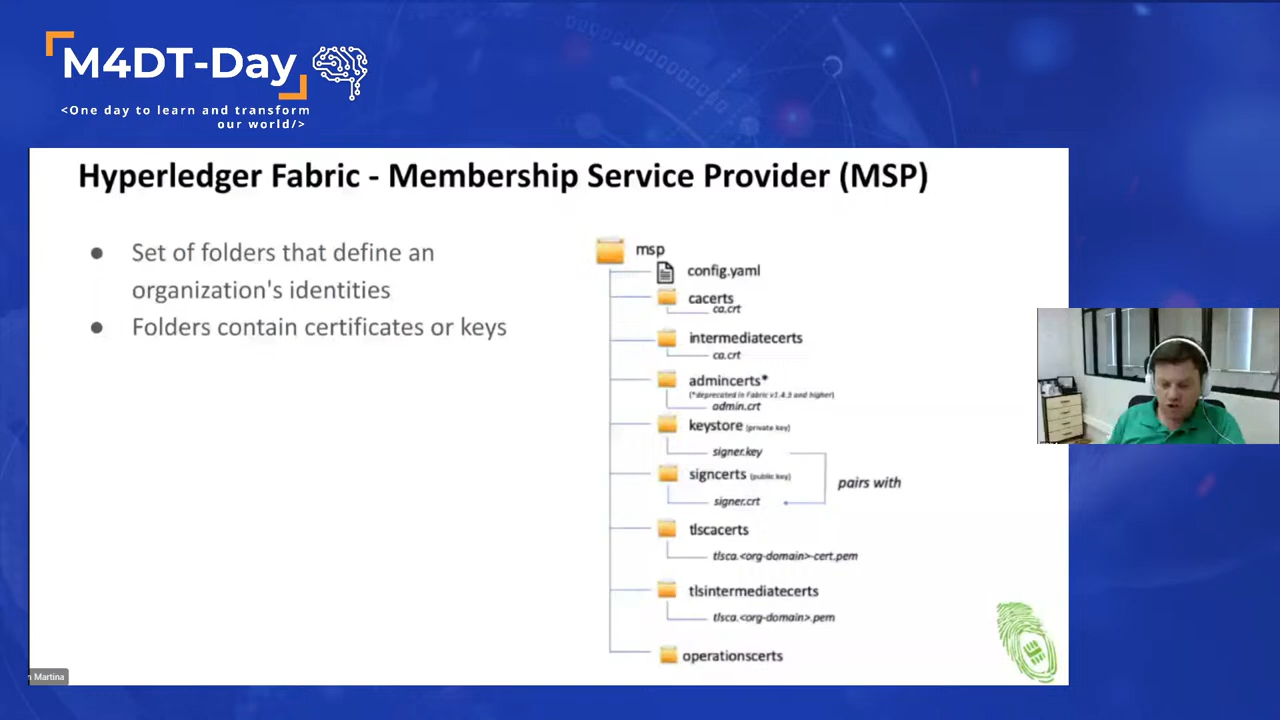 M4DT-Day
<One day to learn and transform
our world/>
Hyperledger Fabric - Membership Service Provider (MSP)
● Set of folders that define an
organization's identities
● Folders contain certificates or keys
msp
config.yaml
cacerts
ca.crt
intermediatecerts
ca.crt
admincerts*
(*deprecated in Fabric v1.4.3 and higher)
admin.crt
keystore (private key)
signer.key
signcerts (public key)
signer.crt
pairs with
tlscacerts
tlsca.<org-domain>-cert.pem
tlsintermediatecerts
tlsca.<org-domain>.pem
operationscerts
Martina